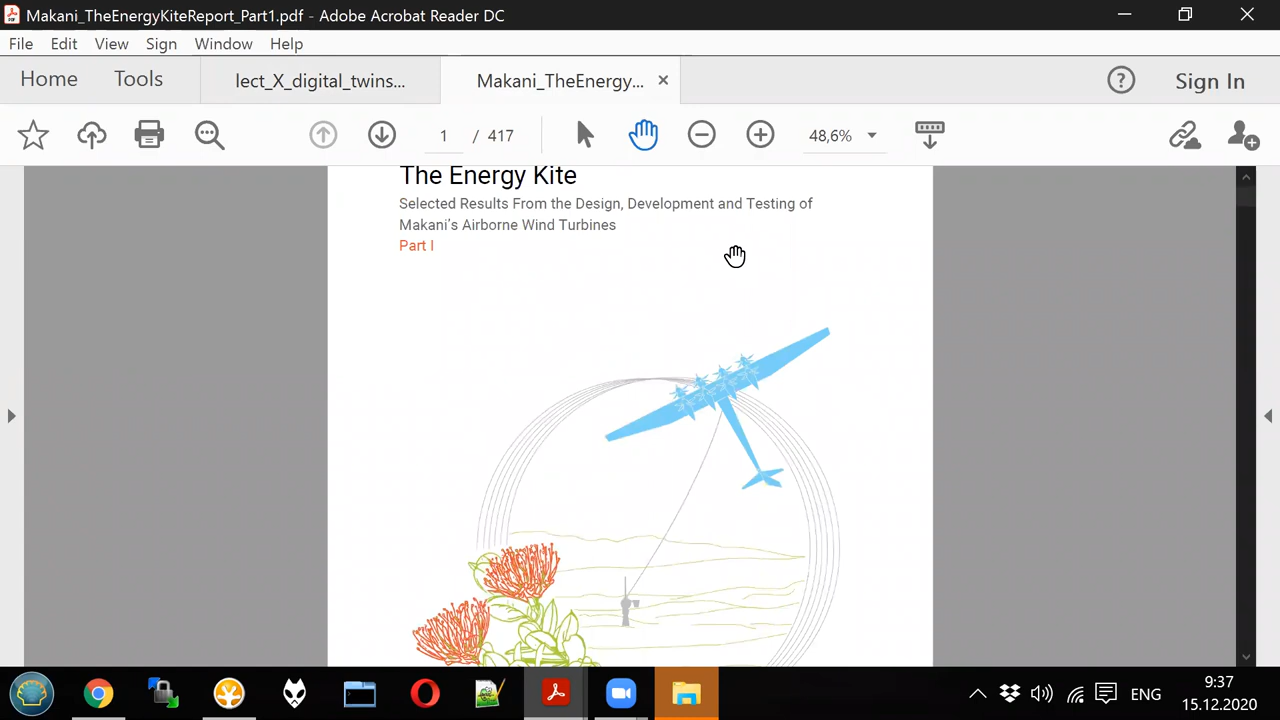 Makani_TheEnergyKiteReport_Part1.pdf - Adobe Acrobat Reader DC
File Edit View Sign Window Help
Home Tools lect_X_digital_twins... Makani_TheEnergy... Sign In
1 / 417 48,6%
The Energy Kite
Selected Results From the Design, Development and Testing of
Makani's Airborne Wind Turbines
Part I
ENG
9:37
15.12.2020